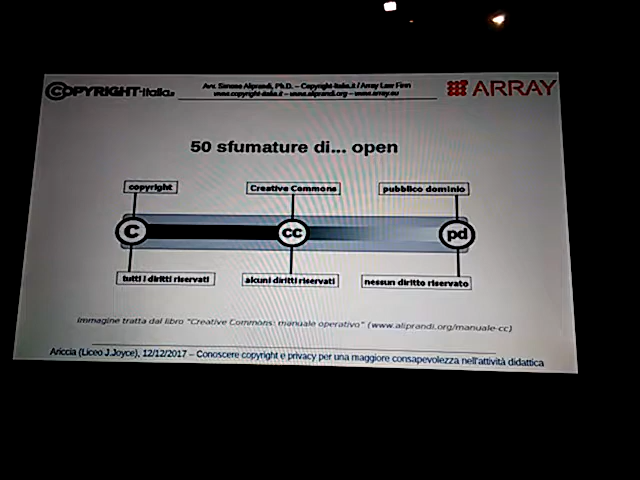 COPYRIGHT-Italia.it
Avv. Simone Aliprandi, Ph.D. – Copyright-Italia.it / Array Law Firm
www.copyright-italia.it – www.aliprandi.org – www.array.eu
ARRAY
50 sfumature di... open
copyright
Creative Commons
pubblico dominio
C
cc
pd
tutti i diritti riservati
alcuni diritti riservati
nessun diritto riservato
Immagine tratta dal libro "Creative Commons: manuale operativo" (www.aliprandi.org/manuale-cc)
Ariccia (Liceo J.Joyce), 12/12/2017 – Conoscere copyright e privacy per una maggiore consapevolezza nell'attività didattica